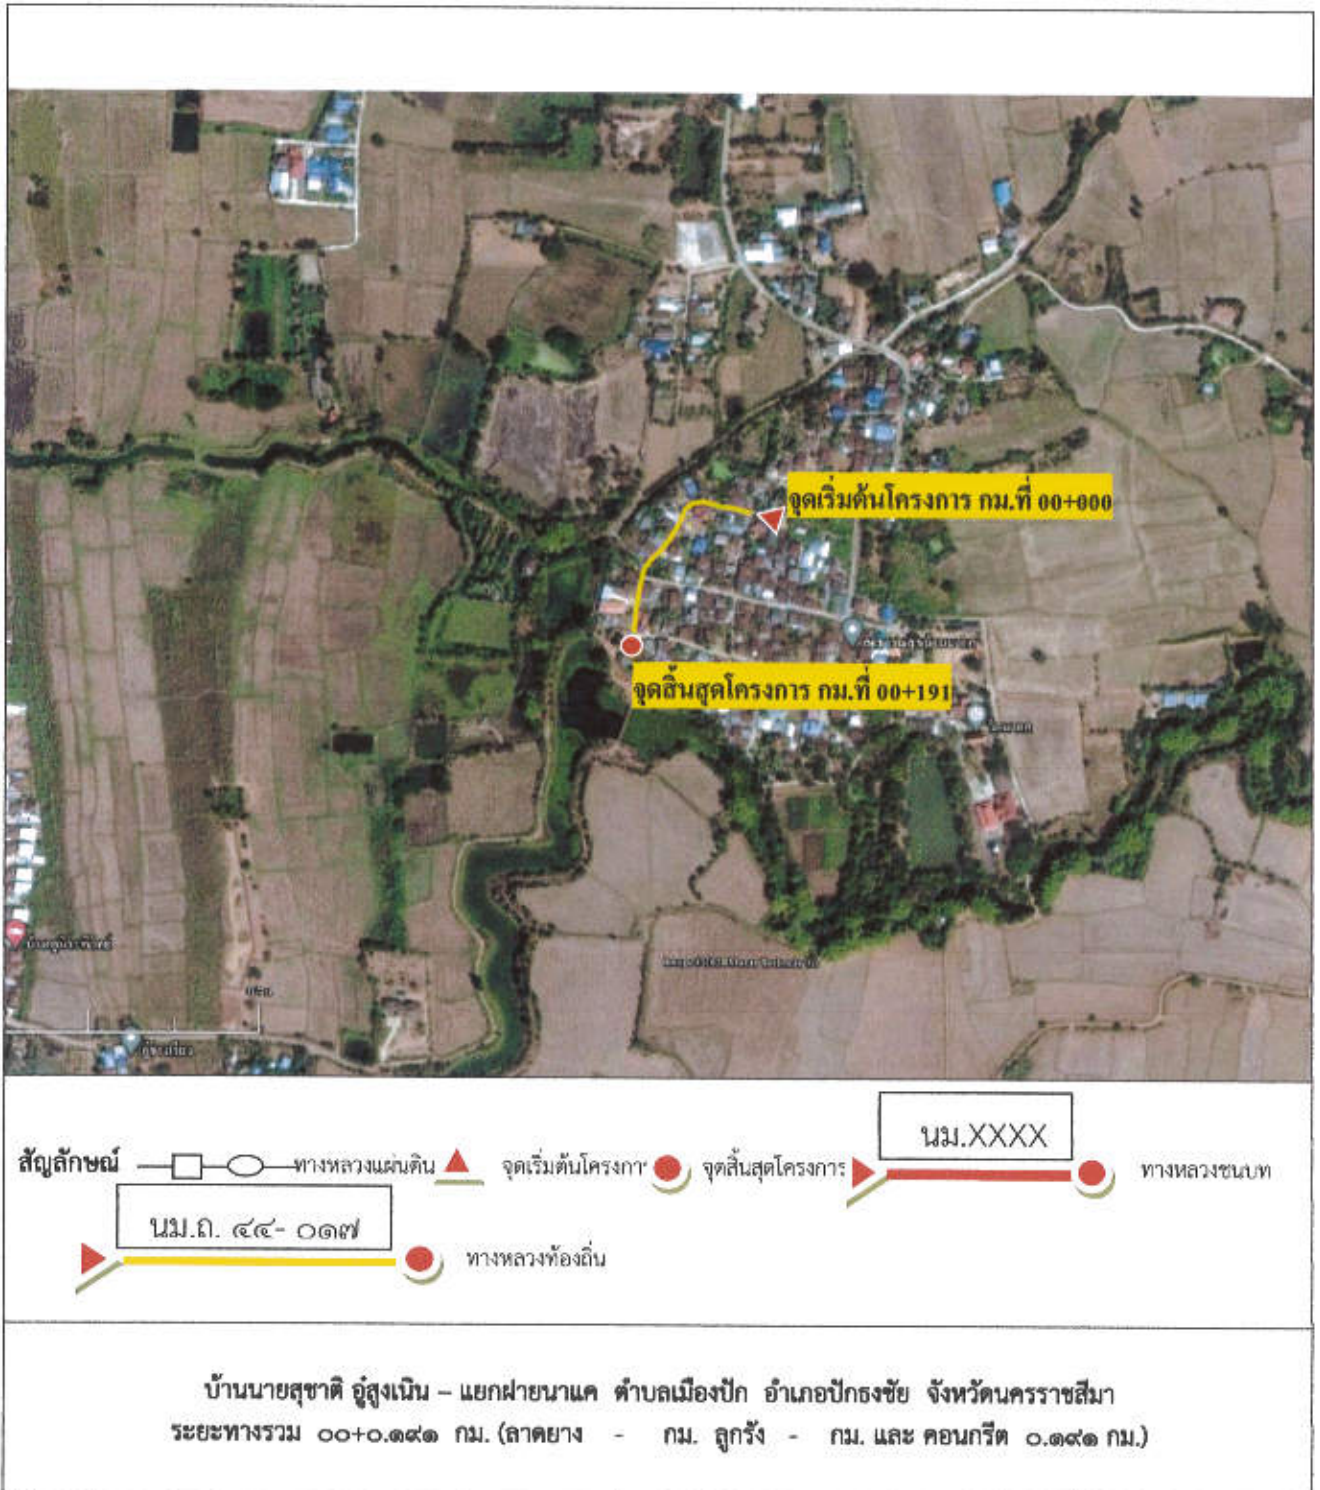 จุดเริ่มต้นโครงการ กม.ที่ 00+000
จุดสิ้นสุดโครงการ กม.ที่ 00+191
นม.XXXX
สัญลักษณ์ ทางหลวงแผ่นดิน จุดเริ่มต้นโครงกา จุดสิ้นสุดโครงการ ทางหลวงชนบท
นม.ถ. ๔๔- ๐๑๗
ทางหลวงท้องถิ่น
บ้านนายสุชาติ อู๋สูงเนิน – แยกฝายนาแค ตำบลเมืองปัก อำเภอปักธงชัย จังหวัดนครราชสีมา
ระยะทางรวม ๐๐+๐.๑๙๑ กม. (ลาดยาง - กม. ลูกรัง - กม. และ คอนกรีต ๐.๑๙๑ กม.)